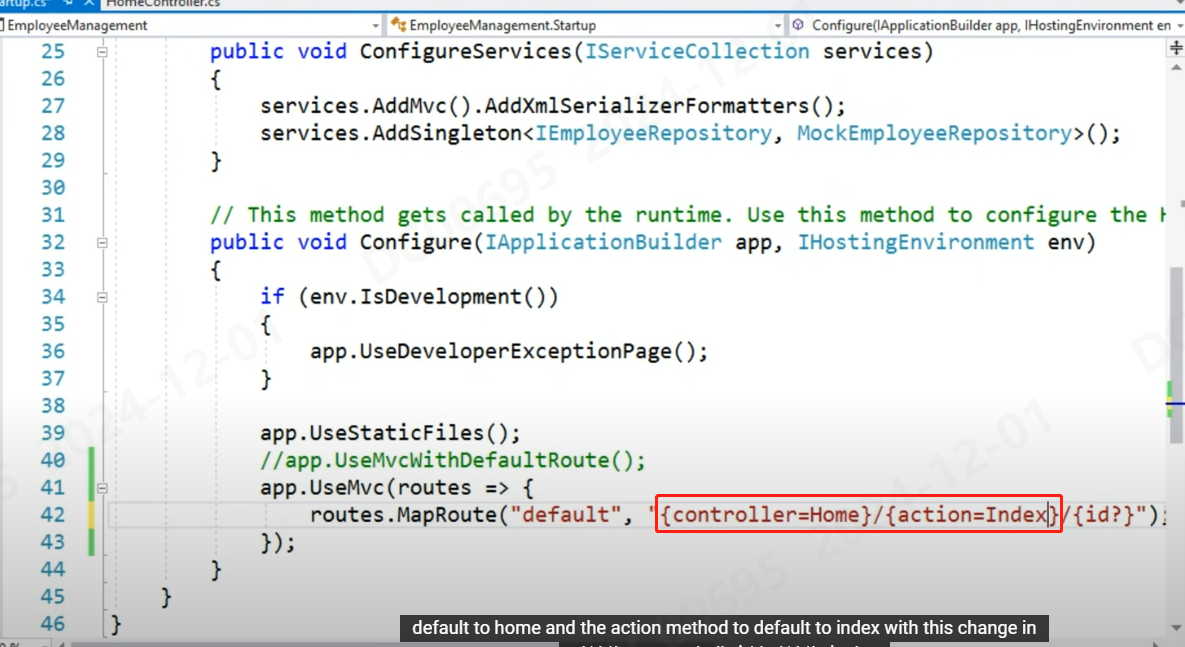 artup.cs*
HomeController.cs
EmployeeManagement
EmployeeManagement.Startup
Configure(IApplicationBuilder app, IHostingEnvironment en
25 public void ConfigureServices(IServiceCollection services)
26 {
27 services.AddMvc().AddXmlSerializerFormatters();
28 services.AddSingleton<IEmployeeRepository, MockEmployeeRepository>();
29 }
30
31 // This method gets called by the runtime. Use this method to configure the H
32 public void Configure(IApplicationBuilder app, IHostingEnvironment env)
33 {
34 if (env.IsDevelopment())
35 {
36 app.UseDeveloperExceptionPage();
37 }
38
39 app.UseStaticFiles();
40 //app.UseMvcWithDefaultRoute();
41 app.UseMvc(routes => {
42 routes.MapRoute("default", "{controller=Home}/{action=Index}/{id?}");
43 });
44 }
45 }
46 }
default to home and the action method to default to index with this change in
2024-12-01